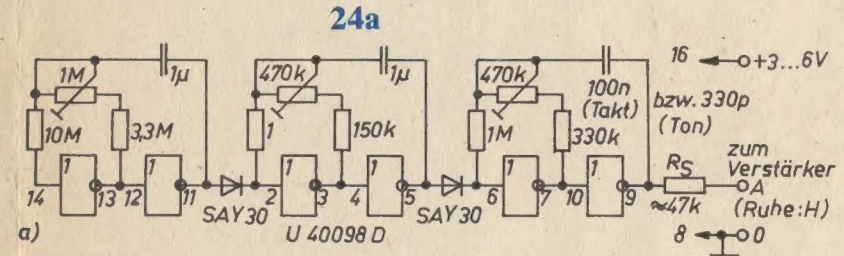 24a
1M
1µ
10M
3,3M
14
1
13
12
1
11
SAY30
470k
1µ
1
150k
2
1
3
4
1
5
SAY30
U 40098 D
470k
100n
(Takt)
bzw. 330p
(Ton)
1M
330k
6
1
7
10
1
9
16
+3...6V
RS
≈47k
zum
Verstärker
A
(Ruhe:H)
8
0
a)